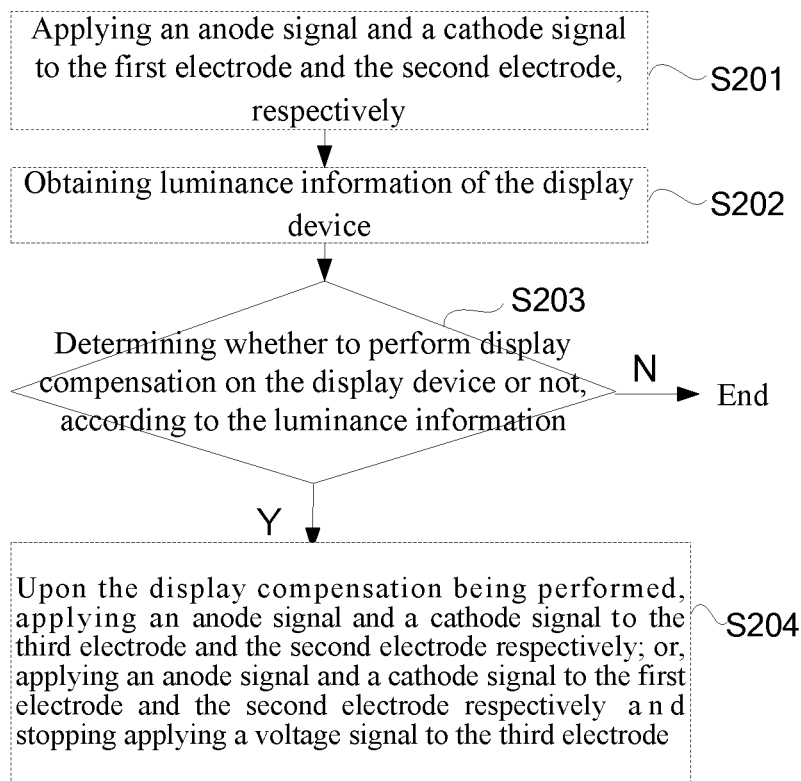 Applying an anode signal and a cathode signal
to the first electrode and the second electrode,
respectively
S201
Obtaining luminance information of the display
device
S202
S203
Determining whether to perform display
compensation on the display device or not,
according to the luminance information
N
End
Y
Upon the display compensation being performed,
applying an anode signal and a cathode signal to the
third electrode and the second electrode respectively; or,
applying an anode signal and a cathode signal to the first
electrode and the second electrode respectively and
stopping applying a voltage signal to the third electrode
S204